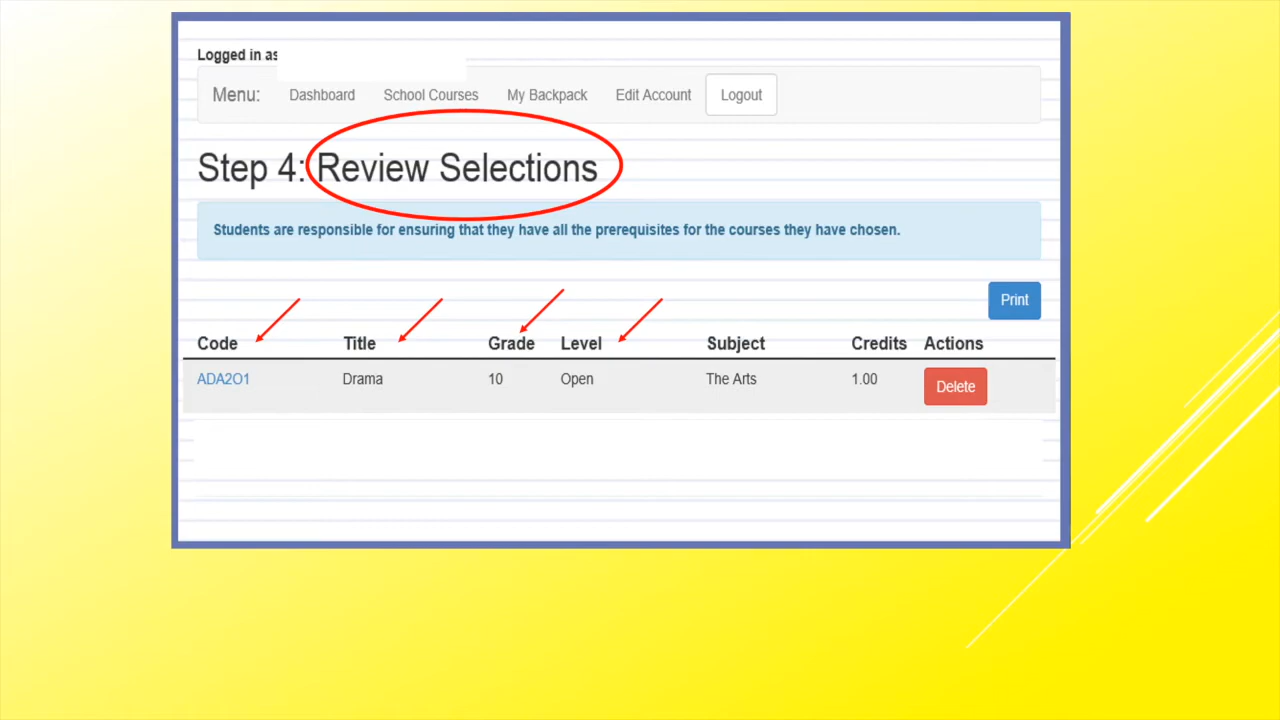 Logged in as
Menu: Dashboard School Courses My Backpack Edit Account Logout
Step 4: Review Selections
Students are responsible for ensuring that they have all the prerequisites for the courses they have chosen.
Print
Code Title Grade Level Subject Credits Actions
ADA2O1 Drama 10 Open The Arts 1.00 Delete